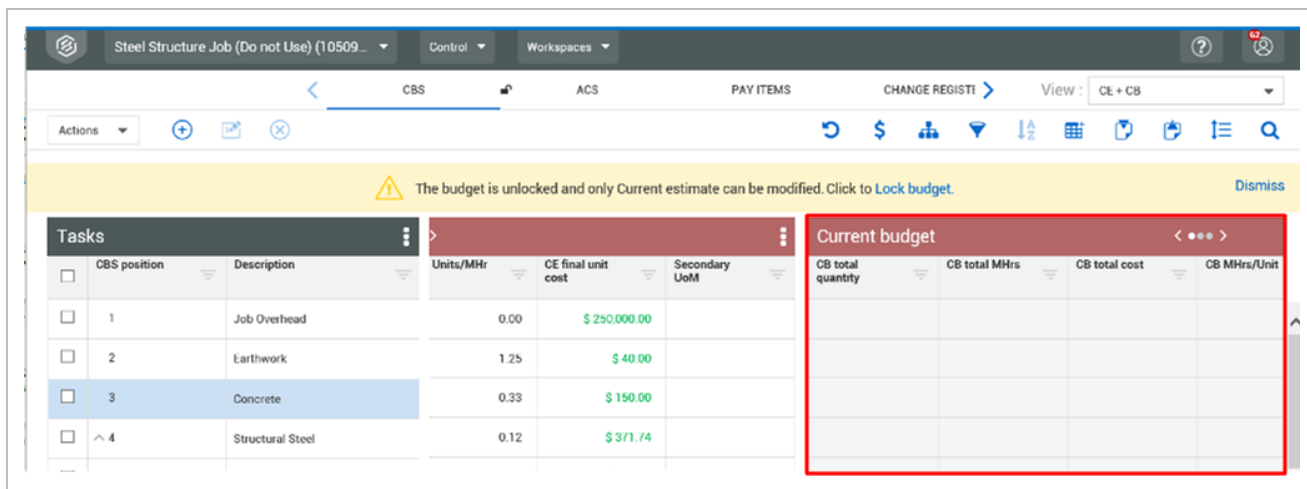 Steel Structure Job (Do not Use) (10509... Control Workspaces ? 62
CBS ACS PAY ITEMS CHANGE REGISTE View : CE + CB
Actions
The budget is unlocked and only Current estimate can be modified. Click to Lock budget. Dismiss
Tasks Current budget
CBS position Description Units/MHr CE final unit cost Secondary UoM CB total quantity CB total MHrs CB total cost CB MHrs/Unit
1 Job Overhead 0.00 $ 250,000.00
2 Earthwork 1.25 $ 40.00
3 Concrete 0.33 $ 150.00
4 Structural Steel 0.12 $ 371.74